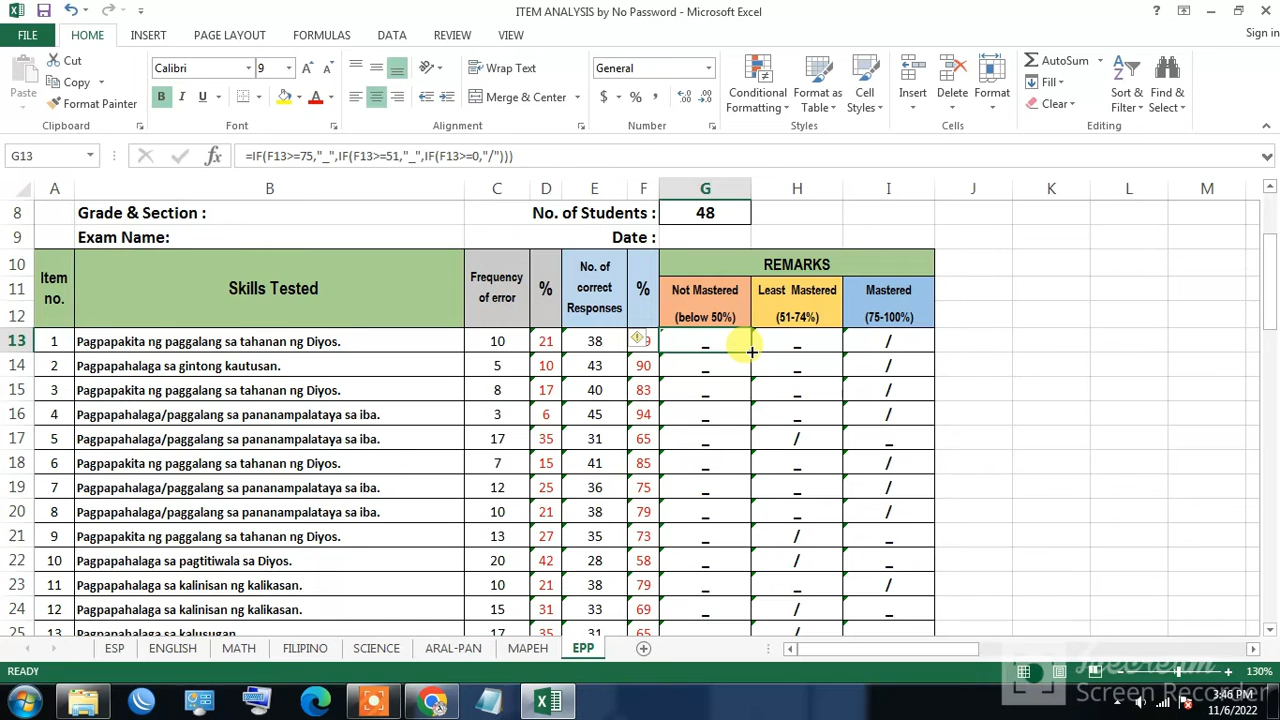 ITEM ANALYSIS by No Password - Microsoft Excel
FILE HOME INSERT PAGE LAYOUT FORMULAS DATA REVIEW VIEW Sign in
Paste Cut Copy Format Painter Clipboard
Calibri 9 B I U A Font
Wrap Text Merge & Center Alignment
General $ % , Number
Conditional Formatting Format as Table Cell Styles Styles
Insert Delete Format Cells
AutoSum Fill Clear Sort & Filter Find & Select Editing
G13 fx =IF(F13>=75,"_",IF(F13>=51,"_",IF(F13>=0,"/")))
A B C D E F G H I J K L M
8 Grade & Section : No. of Students : 48
9 Exam Name: Date :
10 Item no. Skills Tested Frequency of error % No. of correct Responses % REMARKS
11 Not Mastered Least Mastered Mastered
12 (below 50%) (51-74%) (75-100%)
13 1 Pagpapakita ng paggalang sa tahanan ng Diyos. 10 21 38 9 _ _ /
14 2 Pagpapahalaga sa gintong kautusan. 5 10 43 90 _ _ /
15 3 Pagpapakita ng paggalang sa tahanan ng Diyos. 8 17 40 83 _ _ /
16 4 Pagpapahalaga/paggalang sa pananampalataya sa iba. 3 6 45 94 _ _ /
17 5 Pagpapahalaga/paggalang sa pananampalataya sa iba. 17 35 31 65 _ / _
18 6 Pagpapakita ng paggalang sa tahanan ng Diyos. 7 15 41 85 _ _ /
19 7 Pagpapahalaga/paggalang sa pananampalataya sa iba. 12 25 36 75 _ _ /
20 8 Pagpapahalaga/paggalang sa pananampalataya sa iba. 10 21 38 79 _ _ /
21 9 Pagpapakita ng paggalang sa tahanan ng Diyos. 13 27 35 73 _ / _
22 10 Pagpapahalaga sa pagtitiwala sa Diyos. 20 42 28 58 _ / _
23 11 Pagpapahalaga sa kalinisan ng kalikasan. 10 21 38 79 _ _ /
24 12 Pagpapahalaga sa kalinisan ng kalikasan. 15 31 33 69 _ / _
25 13 Pagpapahalaga sa kalusugan 17 35 31 65 /
ESP ENGLISH MATH FILIPINO SCIENCE ARAL-PAN MAPEH EPP
READY 130%
Icecream
Screen Recorder
3:46 PM
11/6/2022